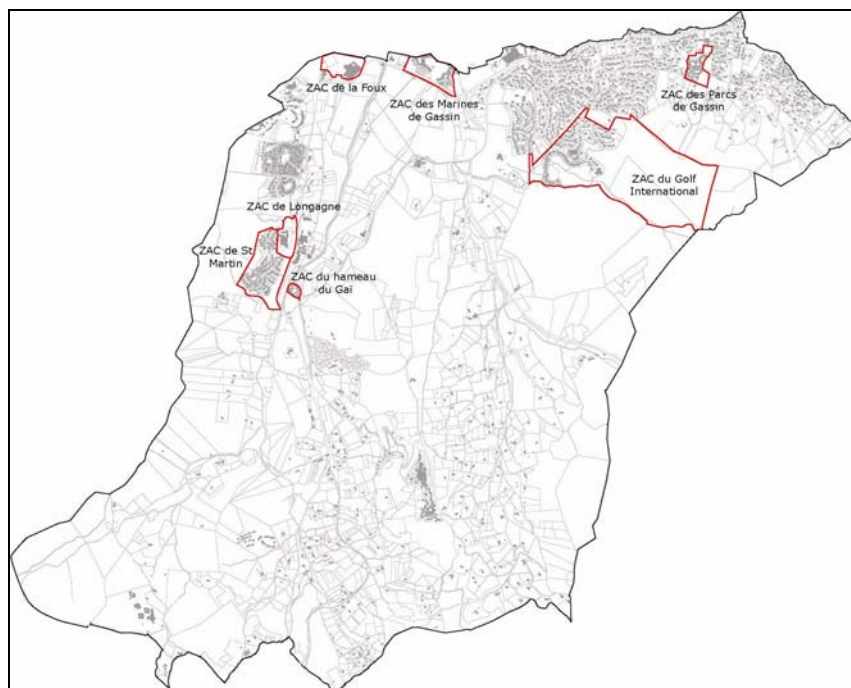 ZAC de la Foux
ZAC des Marines
de Gassin
ZAC des Parcs
de Gassin
ZAC du Golf
International
ZAC de Longagne
ZAC de St
Martin
ZAC du hameau
du Gaï